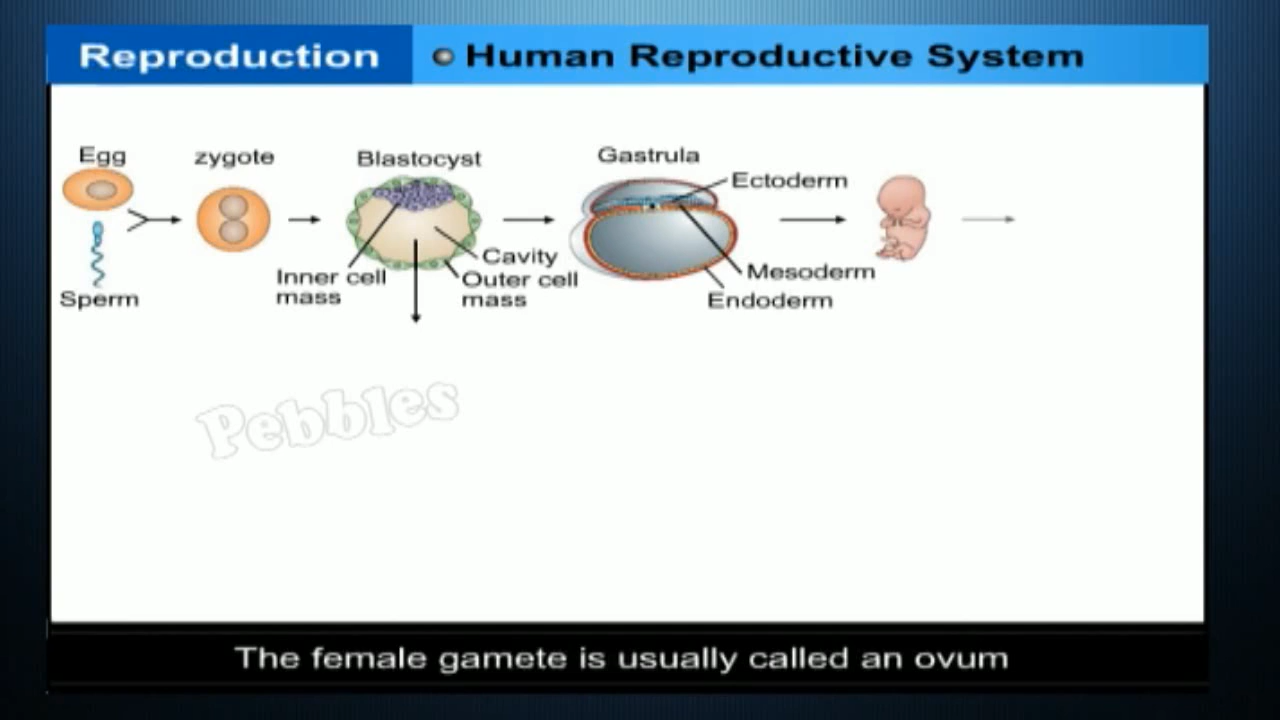 Reproduction
Human Reproductive System
Egg
zygote
Blastocyst
Gastrula
Ectoderm
Sperm
Inner cell
mass
Cavity
Outer cell
mass
Mesoderm
Endoderm
Pebbles
The female gamete is usually called an ovum